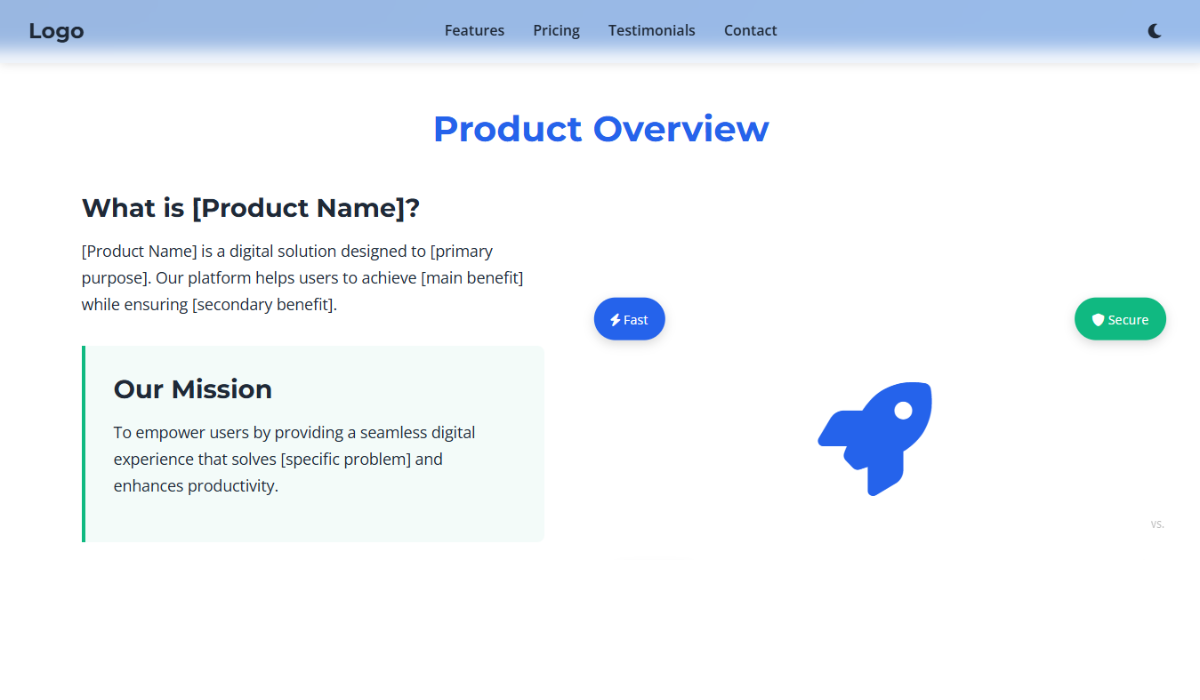 Logo
Features
Pricing
Testimonials
Contact
Product Overview
What is [Product Name]?
[Product Name] is a digital solution designed to [primary
purpose]. Our platform helps users to achieve [main benefit]
while ensuring [secondary benefit].
Fast
Secure
Our Mission
To empower users by providing a seamless digital
experience that solves [specific problem] and
enhances productivity.
vs.